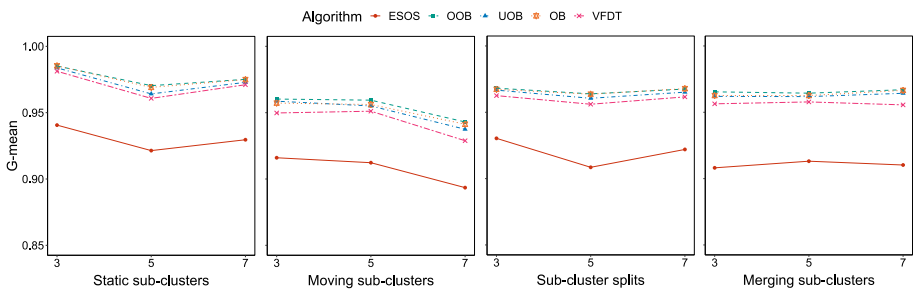 Algorithm ESOS OOB UOB OB VFDT
G-mean
1.00
0.95
0.90
0.85
3 5 7 3 5 7 3 5 7 3 5 7
Static sub-clusters Moving sub-clusters Sub-cluster splits Merging sub-clusters